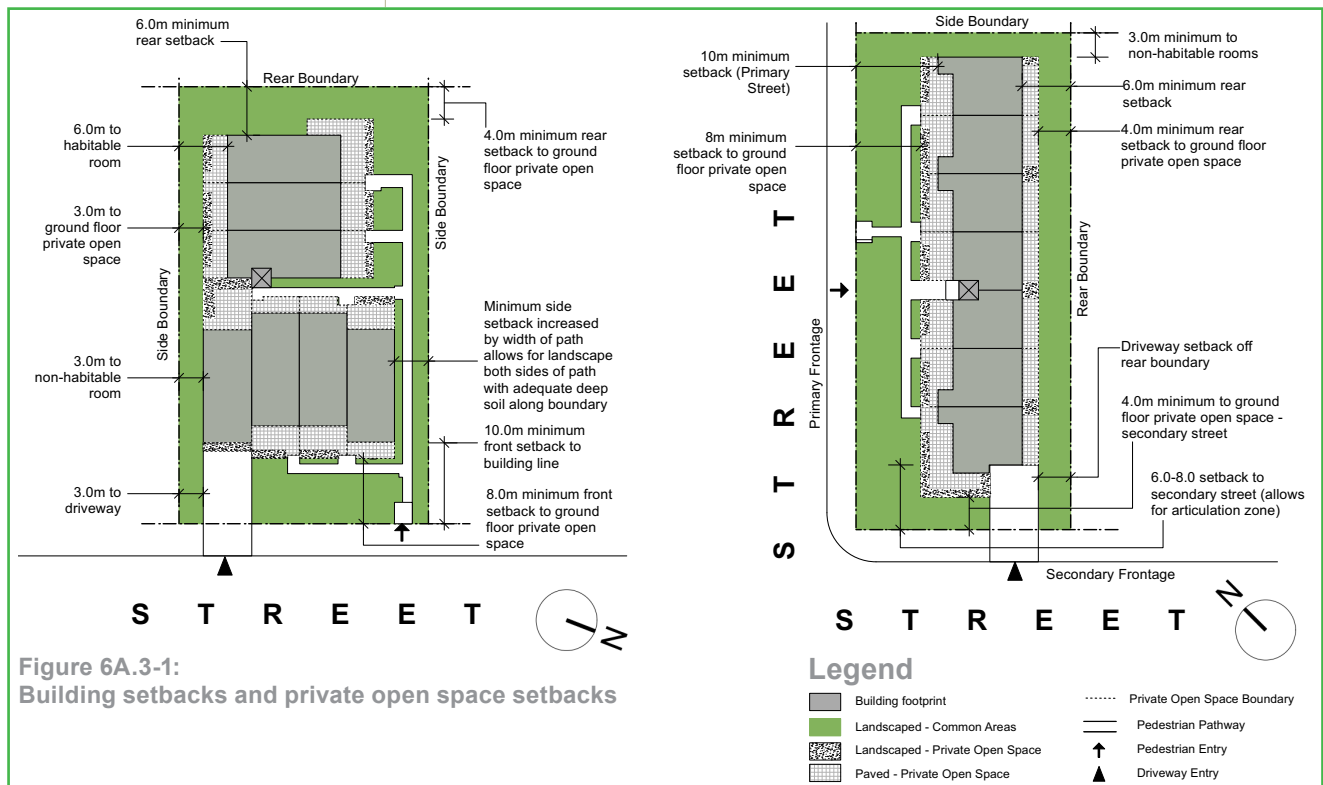 6.0m minimum
rear setback
Rear Boundary
6.0m to
habitable
room
3.0m to
ground floor
private open
space
Side Boundary
3.0m to
non-habitable
room
3.0m to
driveway
4.0m minimum rear
setback to ground
floor private open
space
Side Boundary
Minimum side
setback increased
by width of path
allows for landscape
both sides of path
with adequate deep
soil along boundary
10.0m minimum
front setback to
building line
8.0m minimum front
setback to ground
floor private open
space
STREET
N
Figure 6A.3-1:
Building setbacks and private open space setbacks
Side Boundary
10m minimum
setback (Primary
Street)
8m minimum
setback to ground
floor private open
space
STREET
Primary Frontage
3.0m minimum to
non-habitable rooms
6.0m minimum rear
setback
4.0m minimum rear
setback to ground floor
private open space
Rear Boundary
Driveway setback off
rear boundary
4.0m minimum to ground
floor private open space -
secondary street
6.0-8.0 setback to
secondary street (allows
for articulation zone)
Secondary Frontage
STREET
N
Legend
Building footprint
Landscaped - Common Areas
Landscaped - Private Open Space
Paved - Private Open Space
Private Open Space Boundary
Pedestrian Pathway
Pedestrian Entry
Driveway Entry